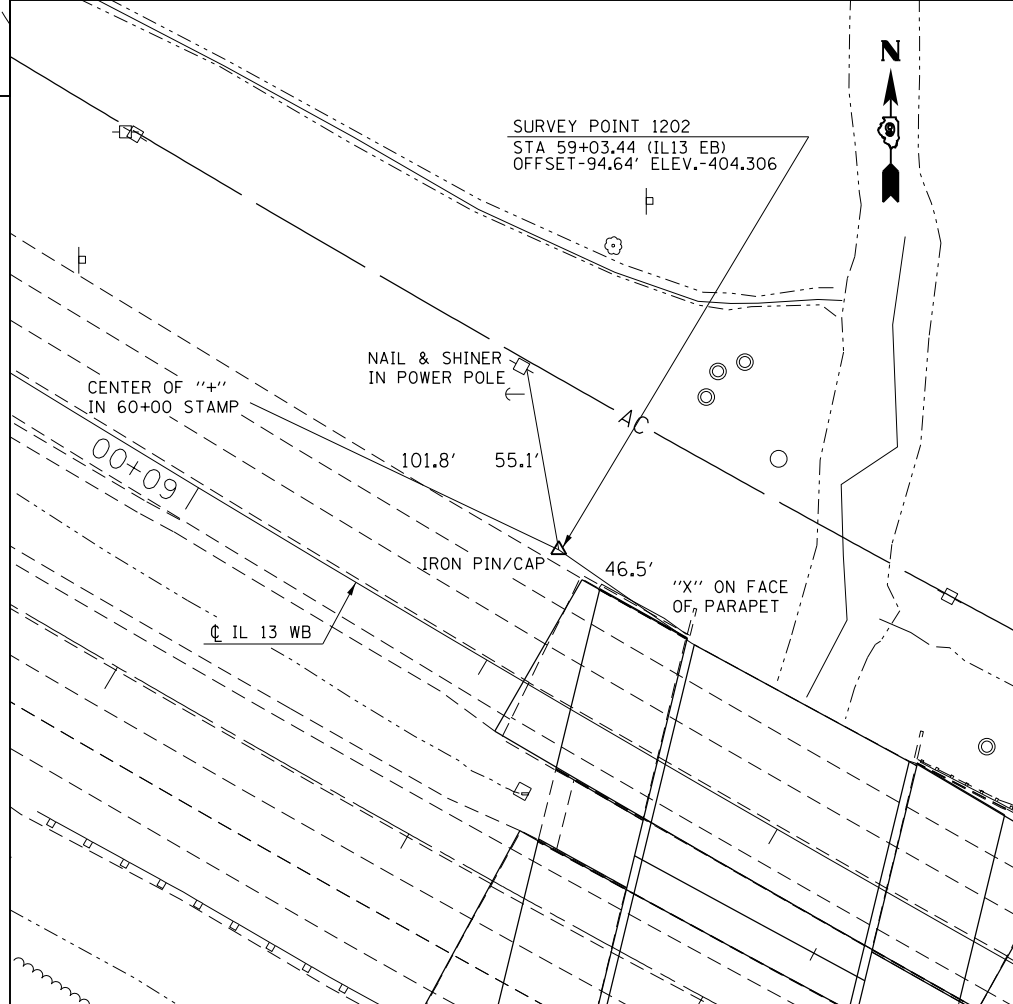 N
SURVEY POINT 1202
STA 59+03.44 (IL13 EB)
OFFSET-94.64' ELEV.-404.306
NAIL & SHINER
IN POWER POLE
CENTER OF "+"
IN 60+00 STAMP
AC
60+00
101.8' 55.1'
IRON PIN/CAP
46.5'
"X" ON FACE
OF PARAPET
℄ IL 13 WB